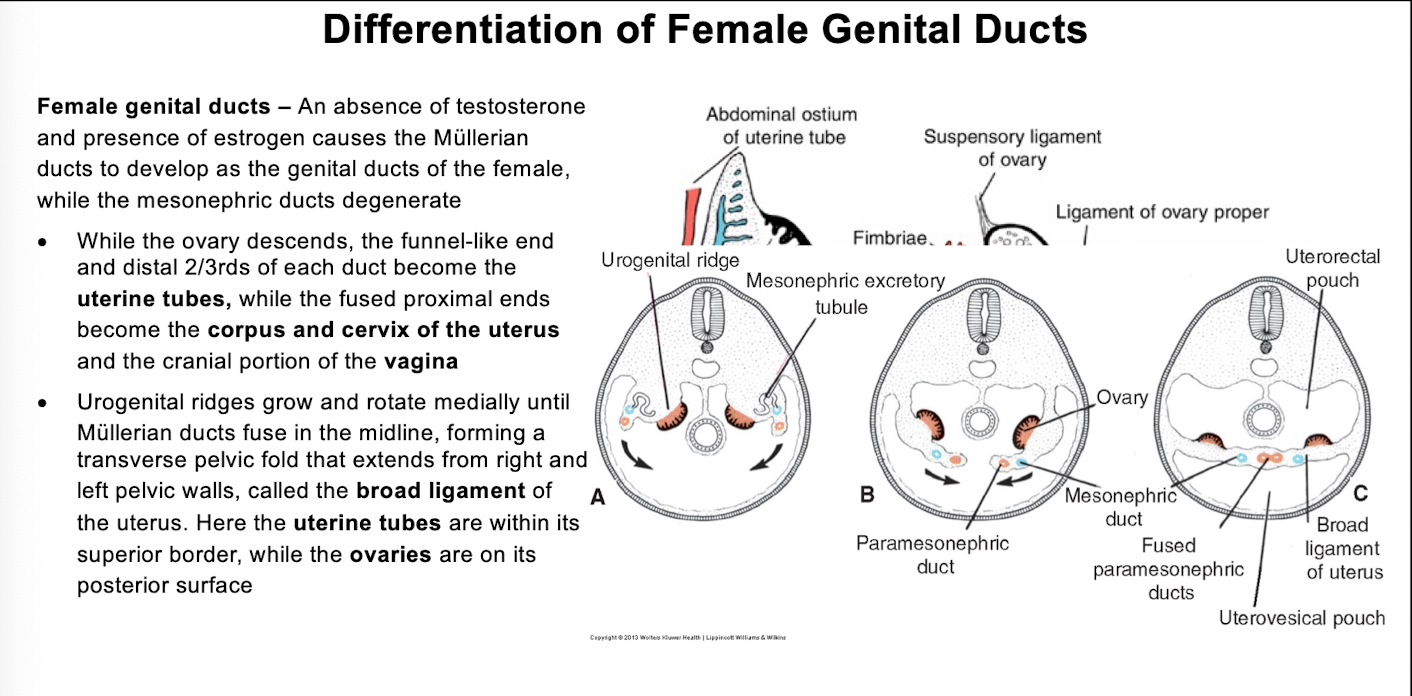 Differentiation of Female Genital Ducts
Female genital ducts – An absence of testosterone
and presence of estrogen causes the Müllerian
ducts to develop as the genital ducts of the female,
while the mesonephric ducts degenerate
• While the ovary descends, the funnel-like end
and distal 2/3rds of each duct become the
uterine tubes, while the fused proximal ends
become the corpus and cervix of the uterus
and the cranial portion of the vagina
• Urogenital ridges grow and rotate medially until
Müllerian ducts fuse in the midline, forming a
transverse pelvic fold that extends from right and
left pelvic walls, called the broad ligament of
the uterus. Here the uterine tubes are within its
superior border, while the ovaries are on its
posterior surface
Abdominal ostium
of uterine tube
Suspensory ligament
of ovary
Ligament of ovary proper
Fimbriae
Urogenital ridge
Mesonephric excretory
tubule
Uterorectal
pouch
Ovary
A
B
C
Mesonephric
duct
Paramesonephric
duct
Fused
paramesonephric
ducts
Broad
ligament
of uterus
Uterovesical pouch
Copyright © 2013 Wolters Kluwer Health | Lippincott Williams & Wilkins